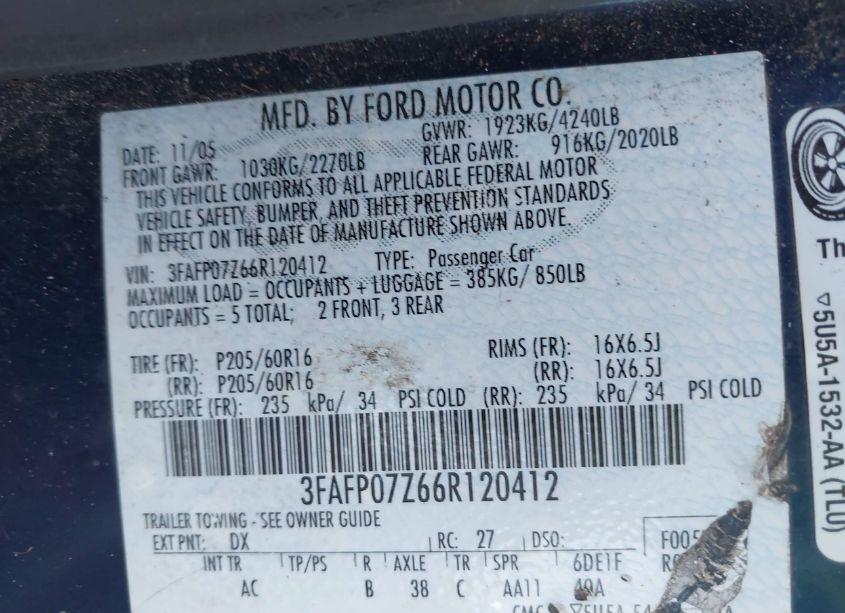 MFD. BY FORD MOTOR CO.
DATE: 11/05 GVWR: 1923KG/4240LB
FRONT GAWR: 1030KG/2270LB REAR GAWR: 916KG/2020LB
THIS VEHICLE CONFORMS TO ALL APPLICABLE FEDERAL MOTOR
VEHICLE SAFETY, BUMPER, AND THEFT PREVENTION STANDARDS
IN EFFECT ON THE DATE OF MANUFACTURE SHOWN ABOVE.
VIN: 3FAFP07Z66R120412 TYPE: Passenger Car
MAXIMUM LOAD = OCCUPANTS + LUGGAGE = 385KG/ 850LB
OCCUPANTS = 5 TOTAL; 2 FRONT, 3 REAR
TIRE (FR): P205/60R16 RIMS (FR): 16X6.5J
(RR): P205/60R16 (RR): 16X6.5J
PRESSURE (FR): 235 kPa/ 34 PSI COLD (RR): 235 kPa/ 34 PSI COLD
3FAFP07Z66R120412
TRAILER TOWING - SEE OWNER GUIDE
EXT PNT: DX RC: 27 DSO: F005
INT TR TP/PS R AXLE TR SPR 6DE1F
AC B 38 C AA11 40A
5U5A-1532-AA (TLU)
Th